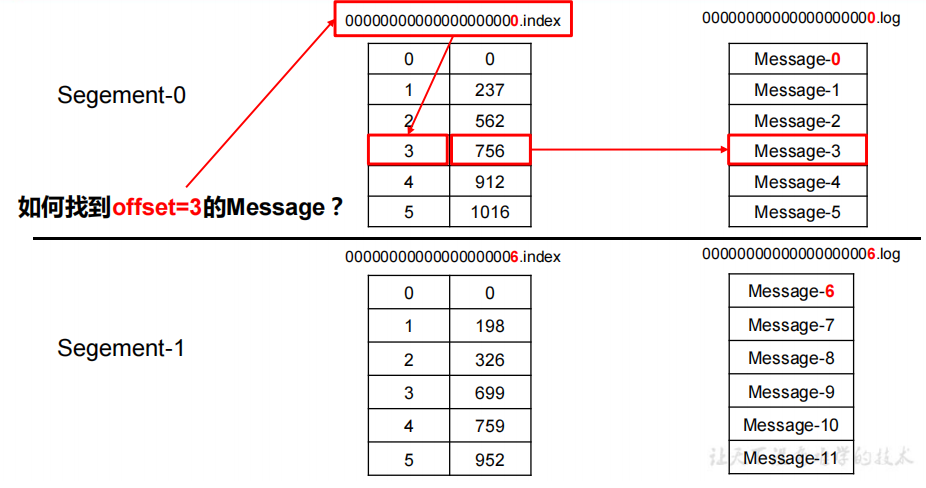 00000000000000000000.index
00000000000000000000.log
Segement-0
0 0
1 237
2 562
3 756
4 912
5 1016
Message-0
Message-1
Message-2
Message-3
Message-4
Message-5
如何找到offset=3的Message？
00000000000000000006.index
00000000000000000006.log
Segement-1
0 0
1 198
2 326
3 699
4 759
5 952
Message-6
Message-7
Message-8
Message-9
Message-10
Message-11
学的技术